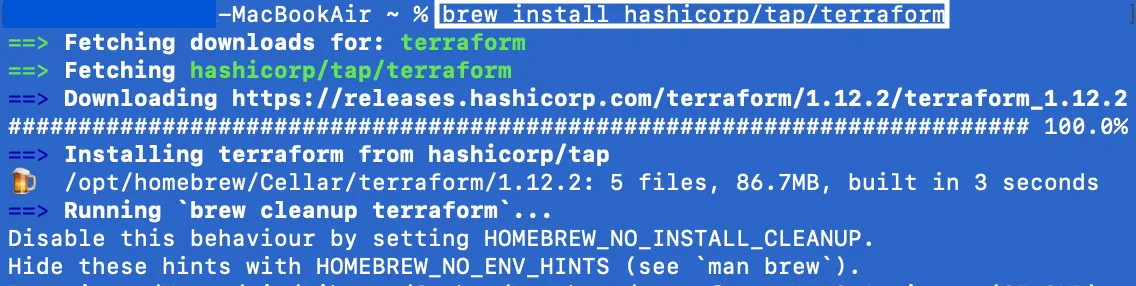 -MacBookAir ~ % brew install hashicorp/tap/terraform
==> Fetching downloads for: terraform
==> Fetching hashicorp/tap/terraform
==> Downloading https://releases.hashicorp.com/terraform/1.12.2/terraform_1.12.2
######################################################################### 100.0%
==> Installing terraform from hashicorp/tap
🍺 /opt/homebrew/Cellar/terraform/1.12.2: 5 files, 86.7MB, built in 3 seconds
==> Running `brew cleanup terraform`...
Disable this behaviour by setting HOMEBREW_NO_INSTALL_CLEANUP.
Hide these hints with HOMEBREW_NO_ENV_HINTS (see `man brew`).